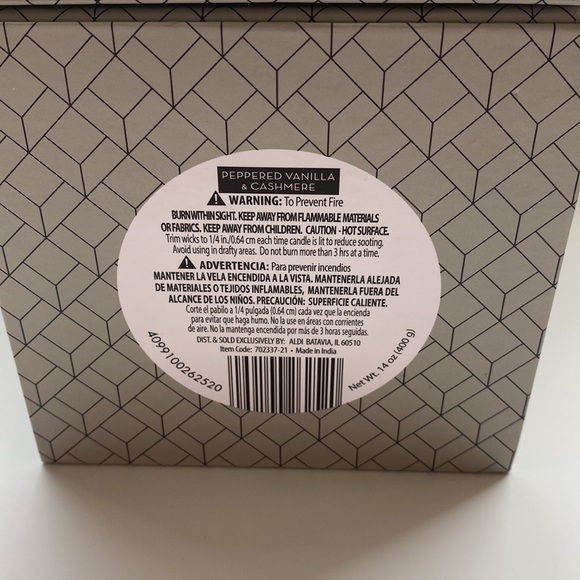 PEPPERED VANILLA
& CASHMERE
WARNING: To Prevent Fire
BURN WITHIN SIGHT. KEEP AWAY FROM FLAMMABLE MATERIALS
OR FABRICS. KEEP AWAY FROM CHILDREN. CAUTION - HOT SURFACE.
Trim wicks to 1/4 in./0.64 cm each time candle is lit to reduce sooting.
Avoid using in drafty areas. Do not burn more than 3 hrs at a time.
ADVERTENCIA: Para prevenir incendios
MANTENER LA VELA ENCENDIDA A LA VISTA. MANTENERLA ALEJADA
DE MATERIALES O TEJIDOS INFLAMABLES, MANTENERLA FUERA DEL
ALCANCE DE LOS NIÑOS. PRECAUCIÓN: SUPERFICIE CALIENTE.
Corte el pabilo a 1/4 pulgada (0.64 cm) cada vez que la encienda
para evitar que haga humo. No la use en áreas con corrientes
de aire. No la mantenga encendida por más de 3 horas seguidas.
DIST. & SOLD EXCLUSIVELY BY: ALDI BATAVIA, IL 60510
Item Code: 702337-21 • Made in India
4099100262520
Net Wt. 14 oz (400 g)